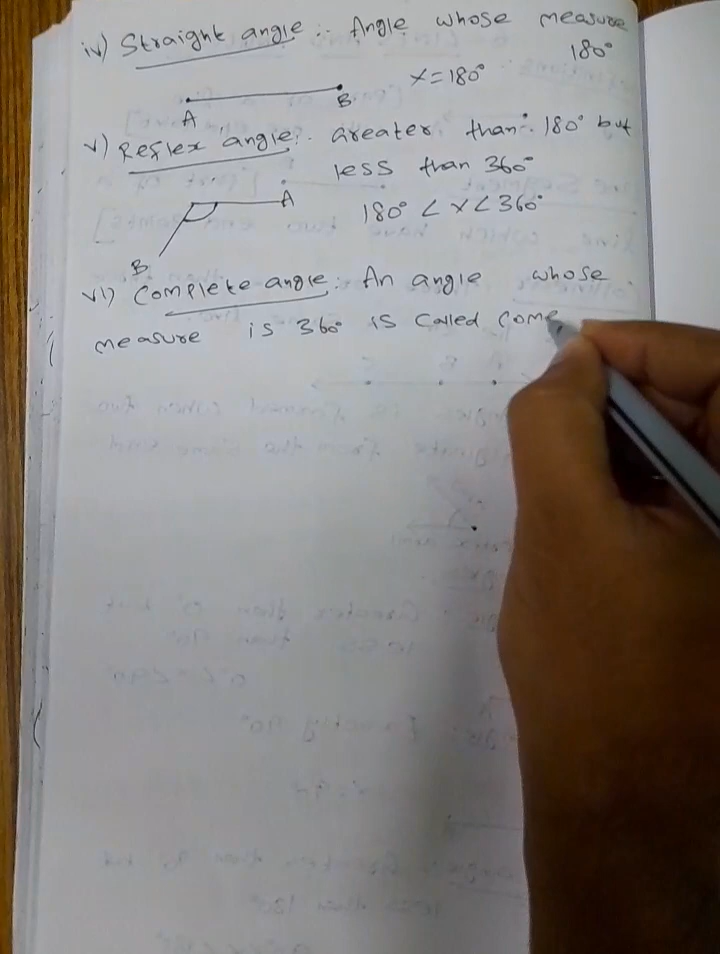 iv) Straight angle :. Angle whose measure
180°
x = 180°
A B
v) Reflex angle :. Greater than :. 180° but
less than 360°
A
180° < x < 360°
B
vi) Complete angle : An angle whose
measure is 360° is called come